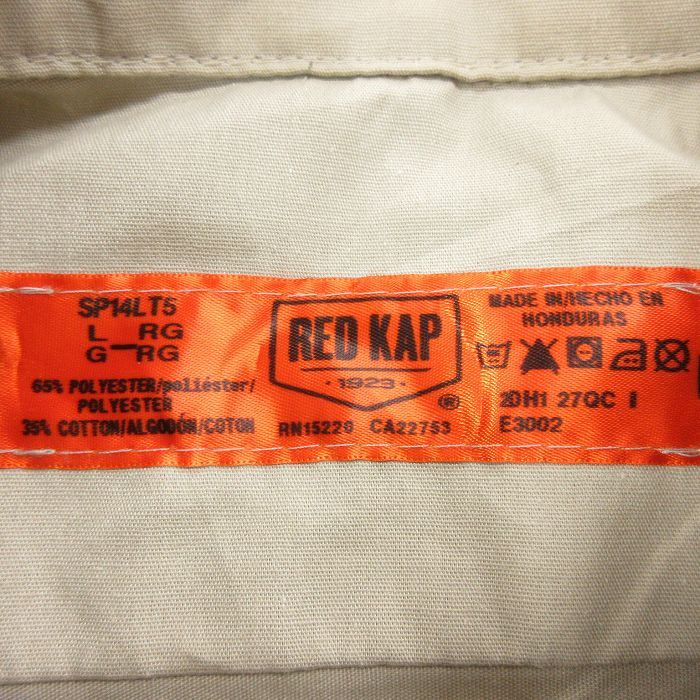 SP14LT5
L — RG
G — RG
65% POLYESTER/poliéster/
POLYESTER
35% COTTON/ALGODÓN/COTON
RED KAP
· 1923 ·
®
RN15220 CA22753
MADE IN/HECHO EN
HONDURAS
2DH1 27QC I
E3D02